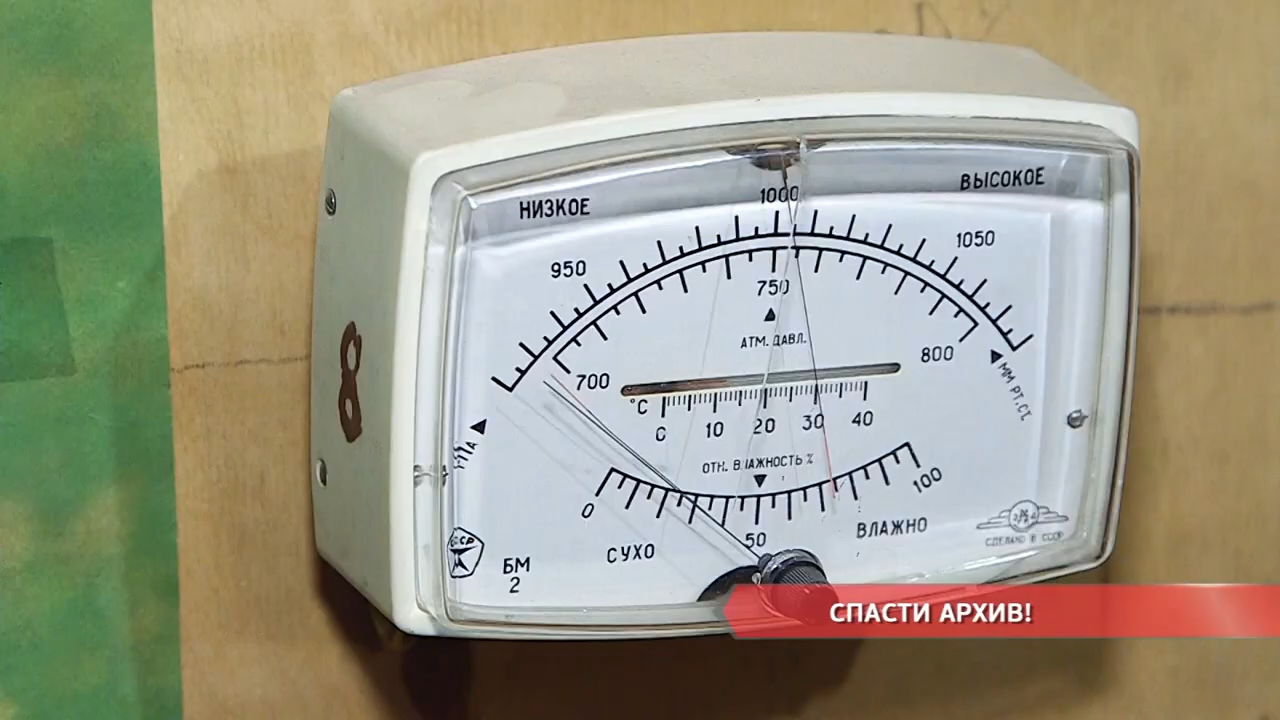 НИЗКОЕ
ВЫСОКОЕ
950
1000
1050
750
АТМ. ДАВЛ.
700
800
ММ РТ. СТ.
°C
0 10 20 30 40
ОТН. ВЛАЖНОСТЬ %
0
50
100
СУХО
ВЛАЖНО
СССР
БМ
2
СДЕЛАНО В СССР
8
СПАСТИ АРХИВ!